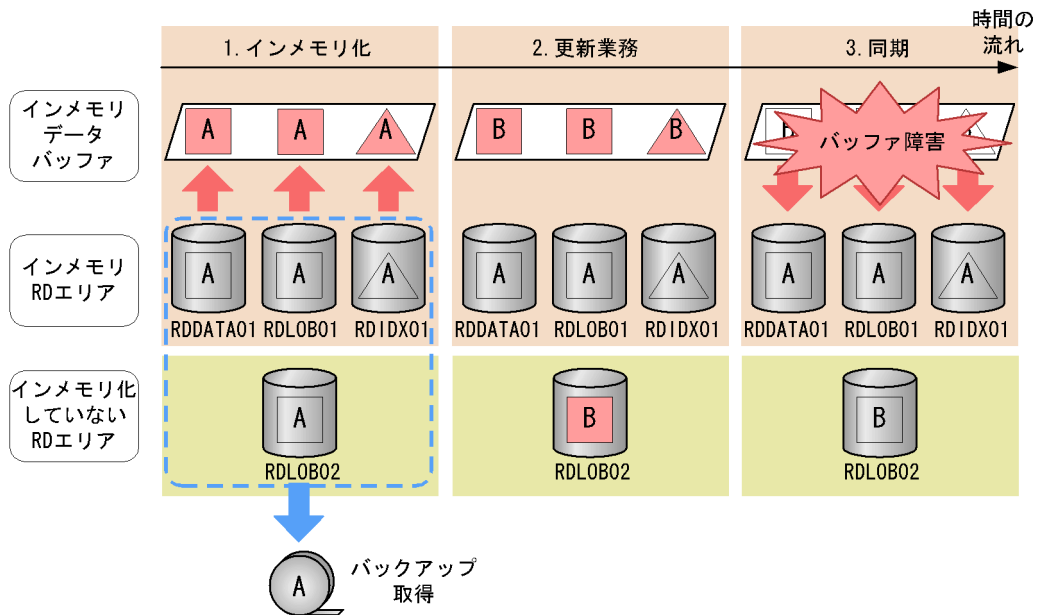 時間の
流れ
1.インメモリ化
2.更新業務
3.同期
インメモリ
データ
バッファ
A
A
A
B
B
B
B
B
バッファ障害
インメモリ
RDエリア
A
A
A
A
A
A
A
A
A
RDDATA01
RDLOB01
RDIDX01
RDDATA01
RDLOB01
RDIDX01
RDDATA01
RDLOB01
RDIDX01
インメモリ化
していない
RDエリア
A
B
B
RDLOB02
RDLOB02
RDLOB02
A
バックアップ
取得